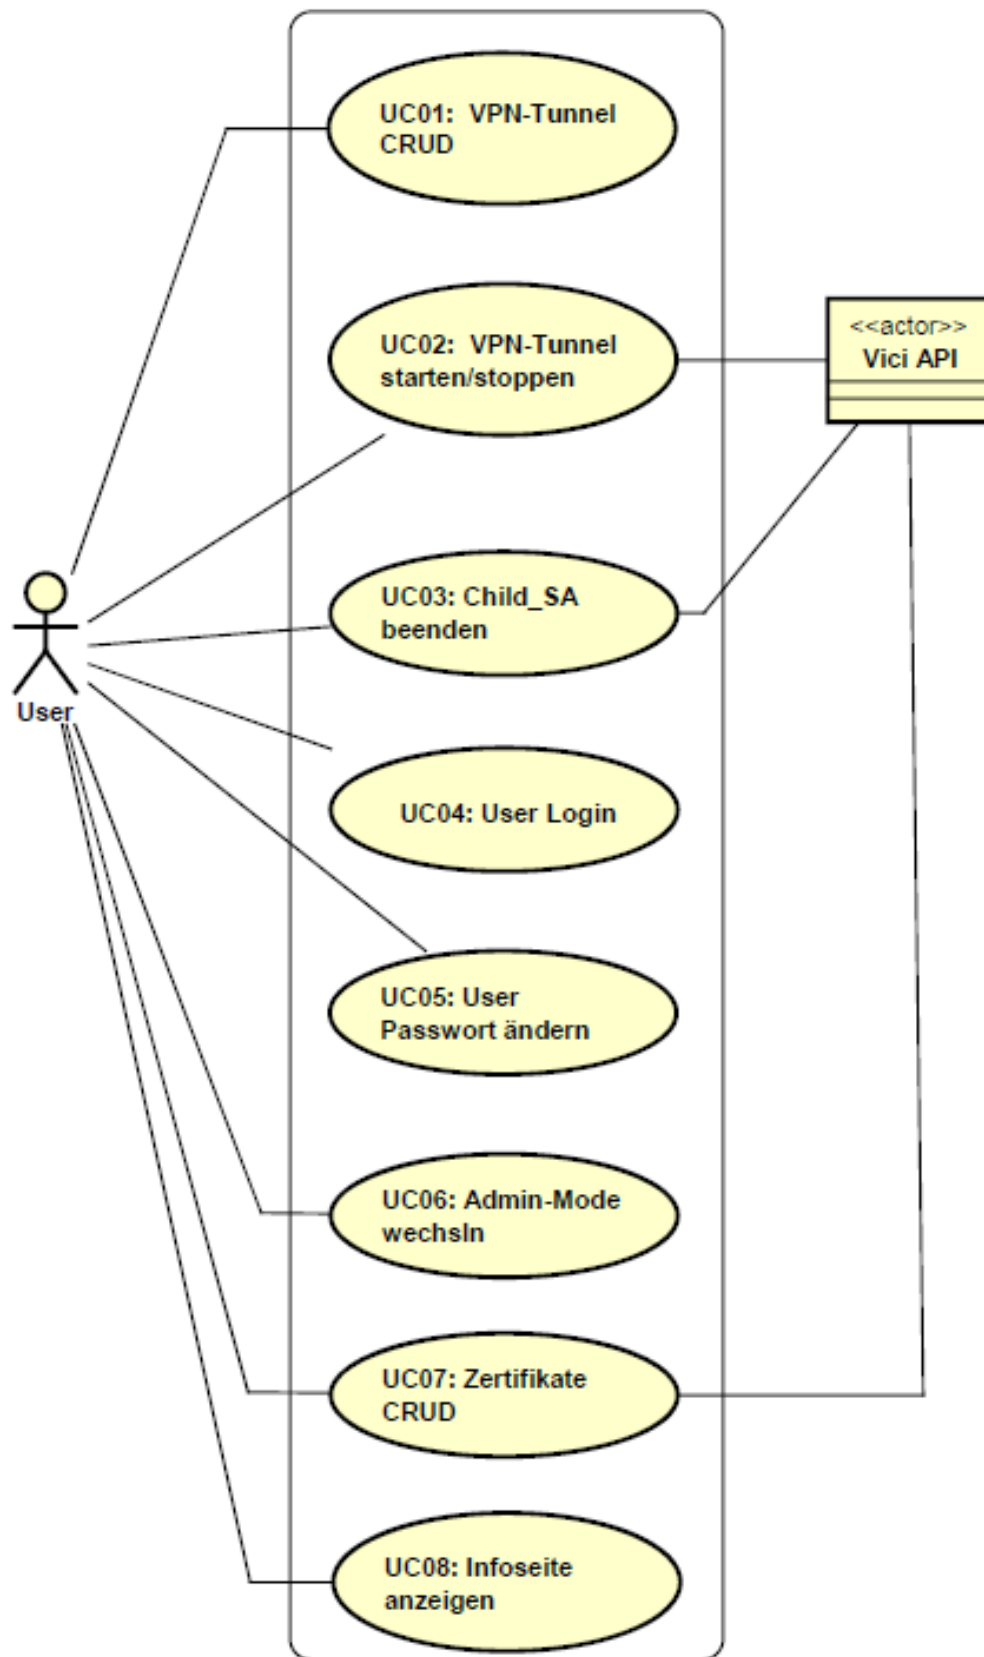 UC01: VPN-Tunnel
CRUD
UC02: VPN-Tunnel
starten/stoppen
<<actor>>
Vici API
UC03: Child_SA
beenden
User
UC04: User Login
UC05: User
Passwort ändern
UC06: Admin-Mode
wechsln
UC07: Zertifikate
CRUD
UC08: Infoseite
anzeigen